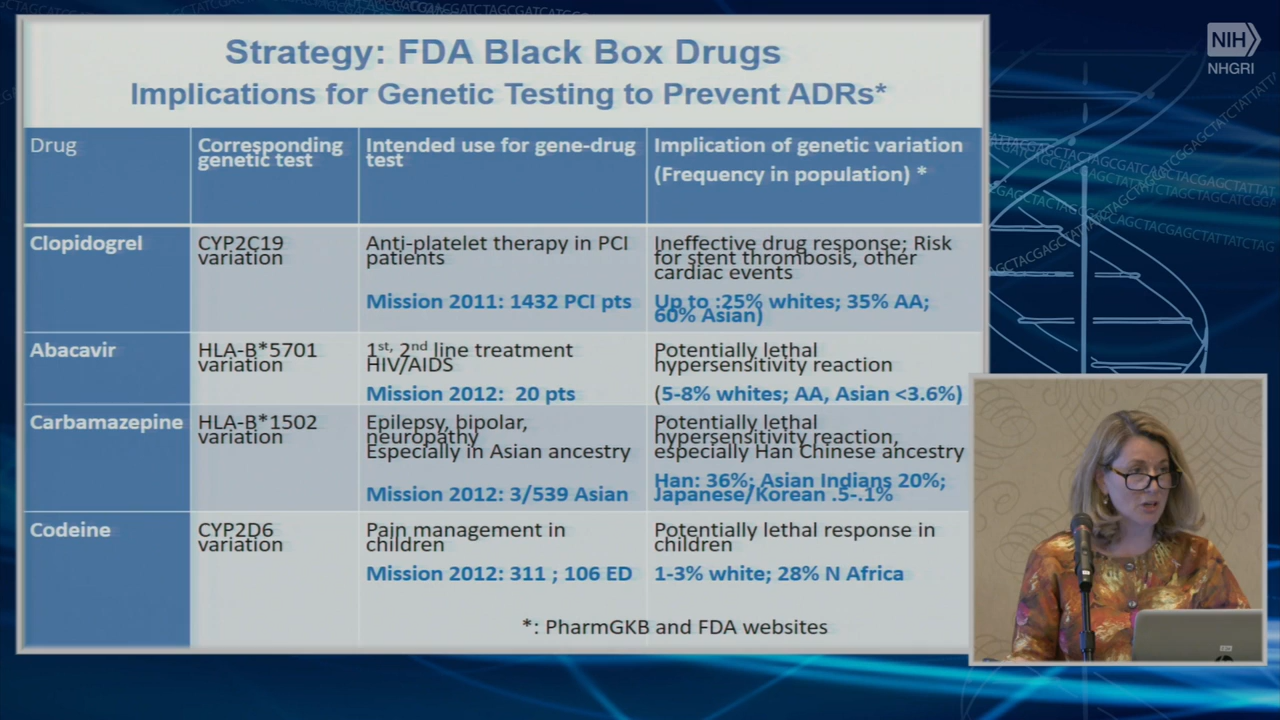 Strategy: FDA Black Box Drugs
Implications for Genetic Testing to Prevent ADRs*
Drug
Corresponding
genetic test
Intended use for gene-drug
test
Implication of genetic variation
(Frequency in population) *
Clopidogrel
CYP2C19
variation
Anti-platelet therapy in PCI
patients
Mission 2011: 1432 PCI pts
Ineffective drug response; Risk
for stent thrombosis, other
cardiac events
Up to :25% whites; 35% AA;
60% Asian)
Abacavir
HLA-B*5701
variation
1st, 2nd line treatment
HIV/AIDS
Mission 2012: 20 pts
Potentially lethal
hypersensitivity reaction
(5-8% whites; AA, Asian <3.6%)
Carbamazepine
HLA-B*1502
variation
Epilepsy, bipolar,
neuropathy
Especially in Asian ancestry
Mission 2012: 3/539 Asian
Potentially lethal
hypersensitivity reaction,
especially Han Chinese ancestry
Han: 36%; Asian Indians 20%;
Japanese/Korean .5-.1%
Codeine
CYP2D6
variation
Pain management in
children
Mission 2012: 311 ; 106 ED
Potentially lethal response in
children
1-3% white; 28% N Africa
*: PharmGKB and FDA websites
NIH
NHGRI